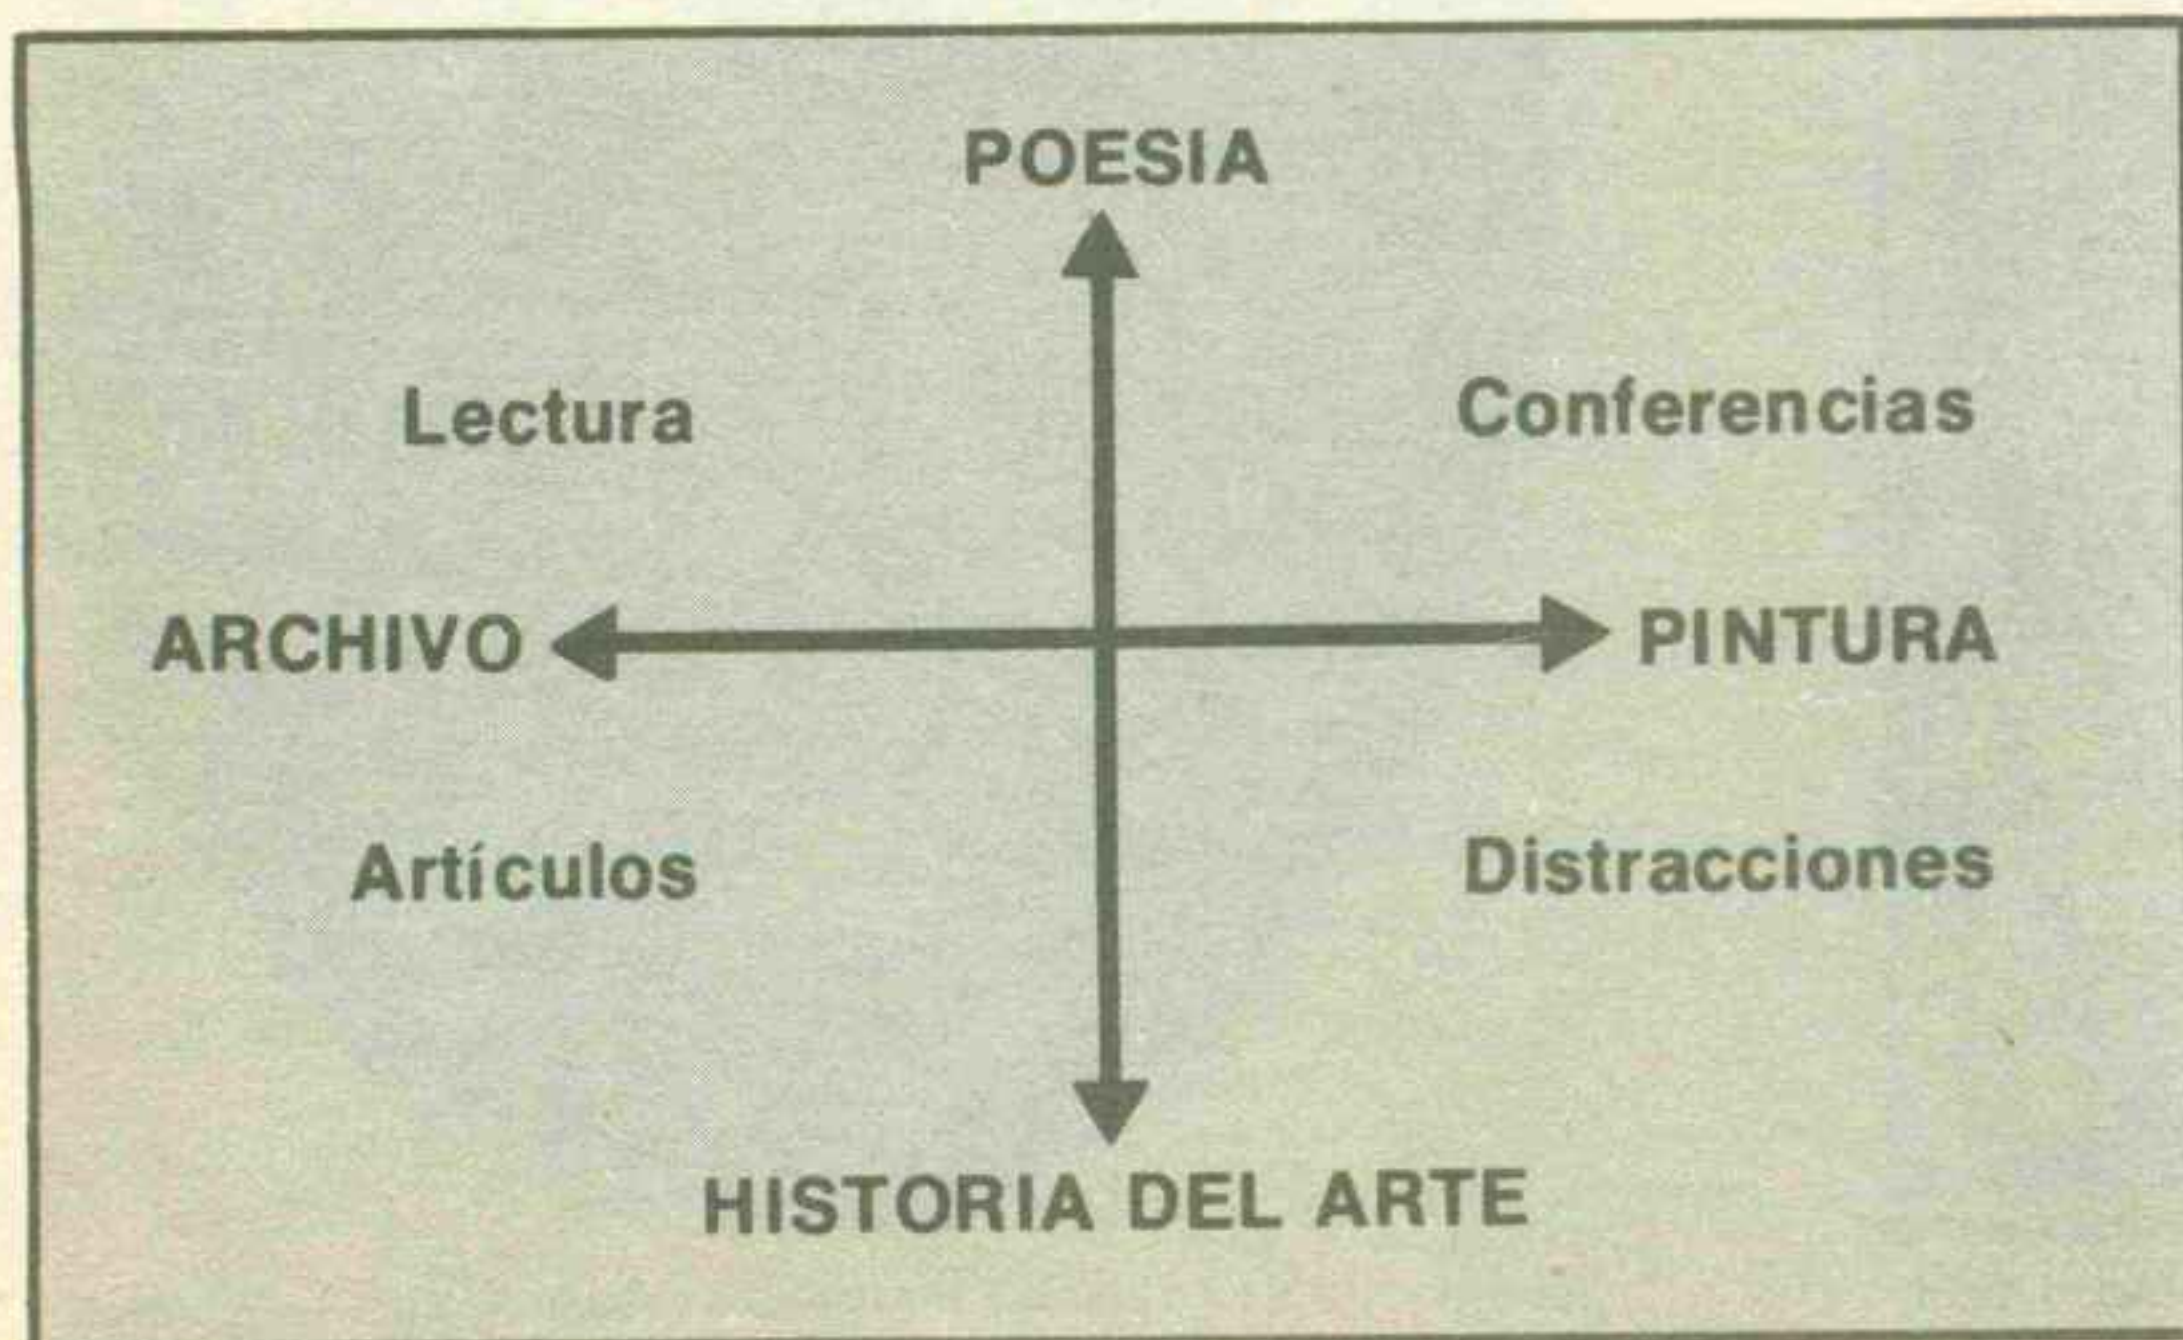 POESIA
Lectura
Conferencias
ARCHIVO
PINTURA
Artículos
Distracciones
HISTORIA DEL ARTE